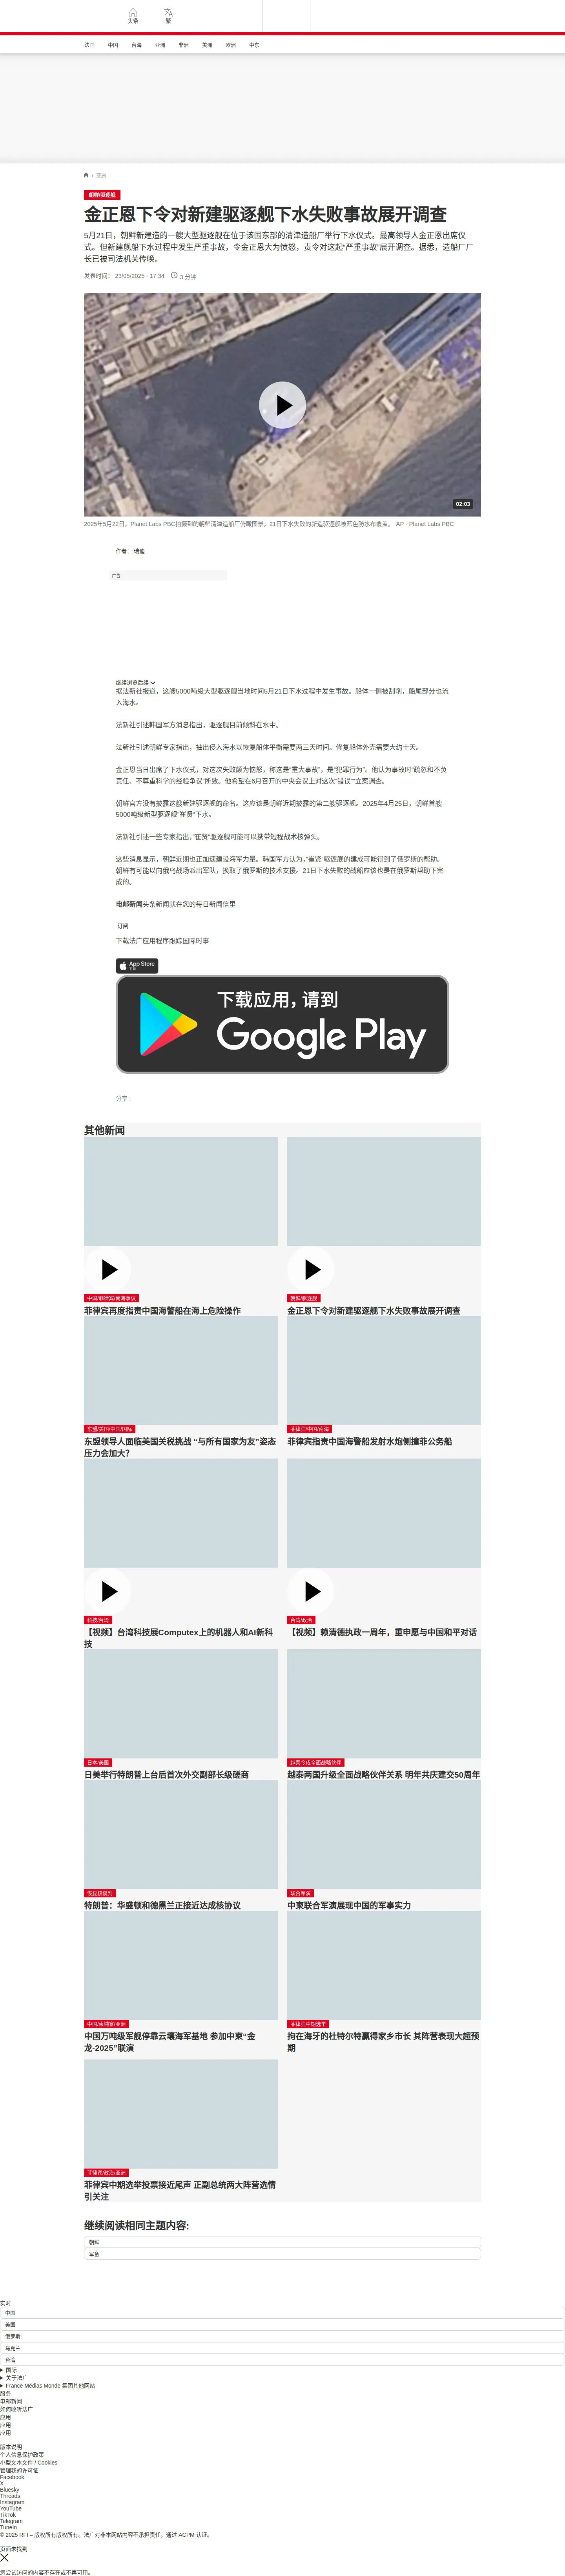 头条
繁
法国
中国
台海
亚洲
非洲
美洲
欧洲
中东
/ 亚洲
朝鲜/驱逐舰
金正恩下令对新建驱逐舰下水失败事故展开调查
5月21日，朝鲜新建造的一艘大型驱逐舰在位于该国东部的清津造船厂举行下水仪式。最高领导人金正恩出席仪
式。但新建舰船下水过程中发生严重事故，令金正恩大为愤怒，责令对这起“严重事故”展开调查。据悉，造船厂厂
长已被司法机关传唤。
发表时间： 23/05/2025 - 17:34
3 分钟
02:03
2025年5月22日，Planet Labs PBC拍摄到的朝鲜清津造船厂俯瞰图景。21日下水失败的新造驱逐舰被蓝色防水布覆盖。 AP - Planet Labs PBC
作者： 瑞迪
广告
继续浏览后续
据法新社报道，这艘5000吨级大型驱逐舰当地时间5月21日下水过程中发生事故。船体一侧被刮削，船尾部分也流
入海水。
法新社引述韩国军方消息指出，驱逐舰目前倾斜在水中。
法新社引述朝鲜专家指出，抽出侵入海水以恢复船体平衡需要两三天时间。修复船体外壳需要大约十天。
金正恩当日出席了下水仪式，对这次失败颇为恼怒，称这是“重大事故”，是“犯罪行为”。他认为事故时“疏忽和不负
责任、不尊重科学的经验争议”所致。他希望在6月召开的中央会议上对这次“错误”“立案调查。
朝鲜官方没有披露这艘新建驱逐舰的命名。这应该是朝鲜近期披露的第二艘驱逐舰。2025年4月25日，朝鲜首艘
5000吨级新型驱逐舰”崔贤“下水。
法新社引述一些专家指出，”崔贤“驱逐舰可能可以携带短程战术核弹头。
这些消息显示，朝鲜近期也正加速建设海军力量。韩国军方认为，”崔贤“驱逐舰的建成可能得到了俄罗斯的帮助。
朝鲜有可能以向俄乌战场派出军队，换取了俄罗斯的技术支援。21日下水失败的战船应该也是在俄罗斯帮助下完
成的。
电邮新闻头条新闻就在您的每日新闻信里
订阅
下载法广应用程序跟踪国际时事
App Store
下载
下载应用，请到
Google Play
分享 :
其他新闻
中国/菲律宾/南海争议
菲律宾再度指责中国海警船在海上危险操作
朝鲜/驱逐舰
金正恩下令对新建驱逐舰下水失败事故展开调查
东盟/美国/中国/国际
东盟领导人面临美国关税挑战 “与所有国家为友”姿态
压力会加大？
菲律宾/中国/南海
菲律宾指责中国海警船发射水炮侧撞菲公务船
科技/台湾
【视频】台湾科技展Computex上的机器人和AI新科
技
台湾/政治
【视频】赖清德执政一周年，重申愿与中国和平对话
日本/美国
日美举行特朗普上台后首次外交副部长级磋商
越泰今成全面战略伙伴
越泰两国升级全面战略伙伴关系 明年共庆建交50周年
恢复核谈判
特朗普：华盛顿和德黑兰正接近达成核协议
联合军演
中柬联合军演展现中国的军事实力
中国/柬埔寨/亚洲
中国万吨级军舰停靠云壤海军基地 参加中柬“金
龙-2025”联演
菲律宾中期选举
拘在海牙的杜特尔特赢得家乡市长 其阵营表现大超预
期
菲律宾/政治/亚洲
菲律宾中期选举投票接近尾声 正副总统两大阵营选情
引关注
继续阅读相同主题内容:
朝鲜
军备
实时
中国
美国
俄罗斯
乌克兰
台湾
国际
关于法广
France Médias Monde 集团其他网站
服务
电邮新闻
如何收听法广
应用
应用
应用
版本说明
个人信息保护政策
小型文本文件 / Cookies
管理我的许可证
Facebook
X
Bluesky
Threads
Instagram
YouTube
TikTok
Telegram
TuneIn
© 2025 RFI – 版权所有版权所有。法广对非本网站内容不承担责任。通过 ACPM 认证。
页面未找到
您尝试访问的内容不存在或不再可用。